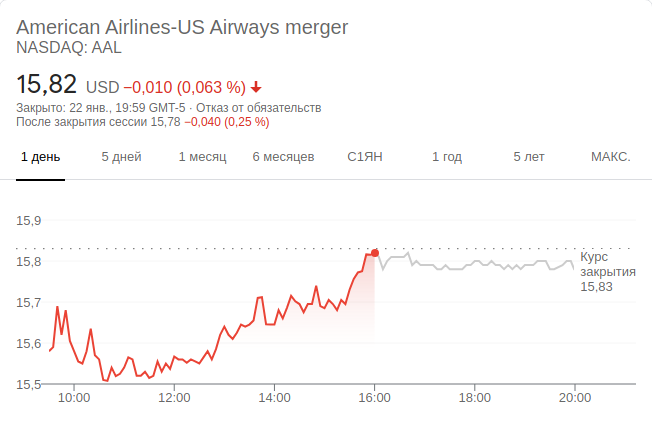 American Airlines-US Airways merger
NASDAQ: AAL
15,82 USD −0,010 (0,063 %)
Закрыто: 22 янв., 19:59 GMT-5 · Отказ от обязательств
После закрытия сессии 15,78 −0,040 (0,25 %)
1 день 5 дней 1 месяц 6 месяцев С1ЯН 1 год 5 лет МАКС.
15,9
15,8
15,7
15,6
15,5
Курс
закрытия
15,83
10:00 12:00 14:00 16:00 18:00 20:00